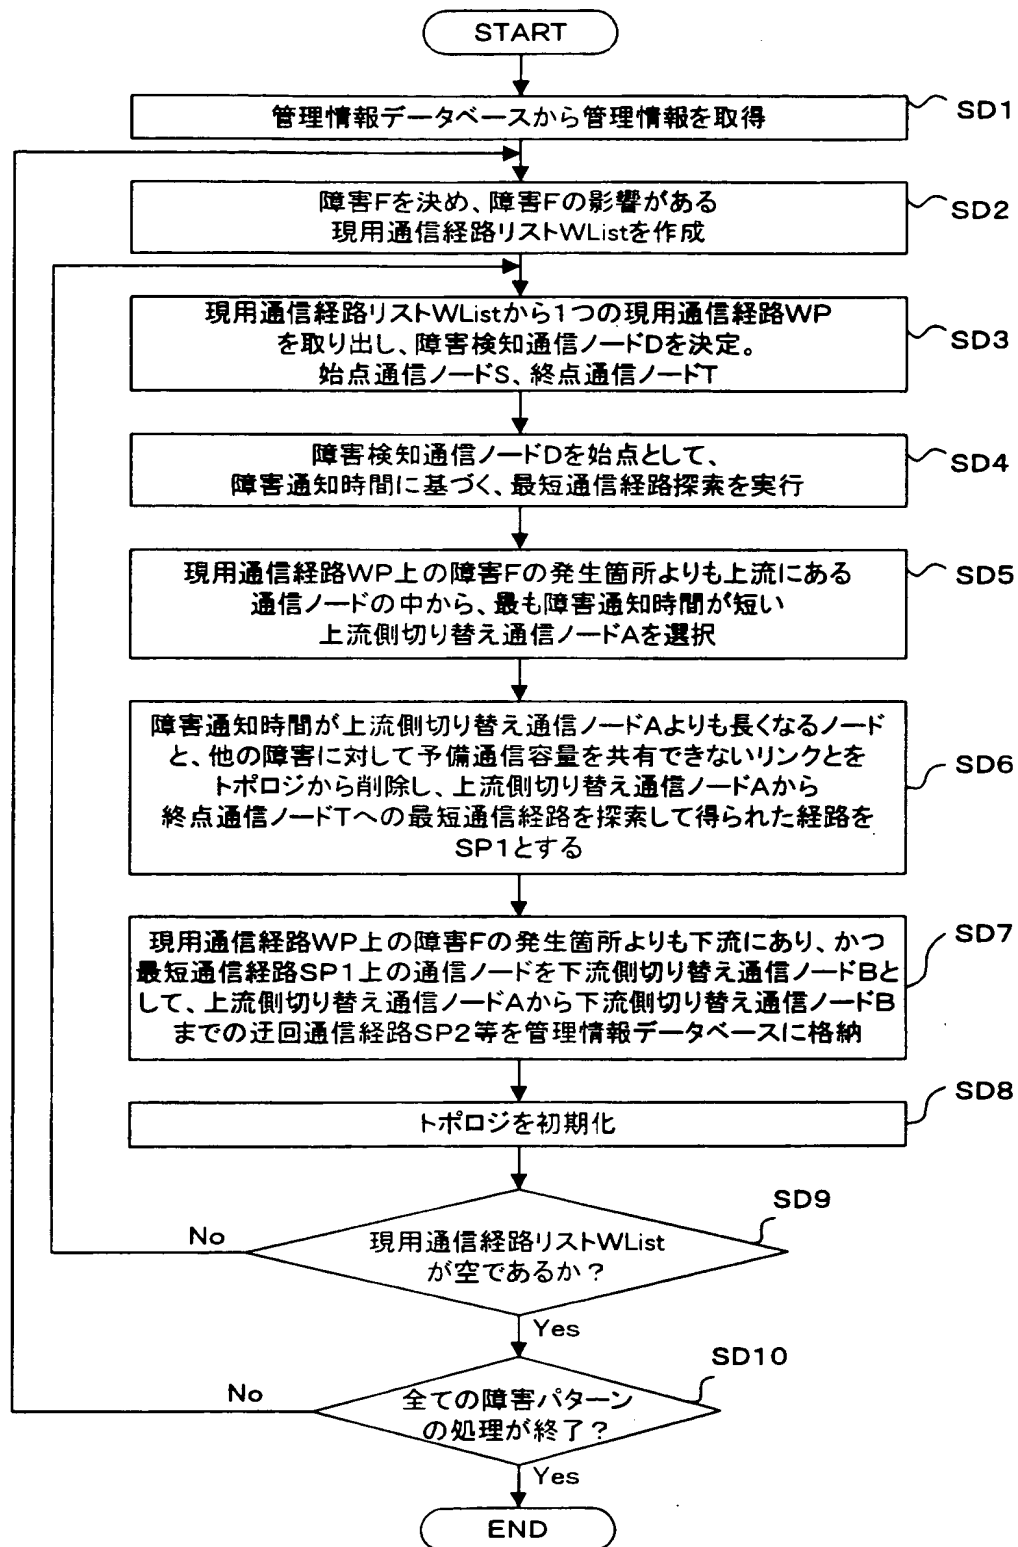 START
管理情報データベースから管理情報を取得
SD1
障害Fを決め、障害Fの影響がある
現用通信経路リストWListを作成
SD2
現用通信経路リストWListから1つの現用通信経路WP
を取り出し、障害検知通信ノードDを決定。
始点通信ノードS、終点通信ノードT
SD3
障害検知通信ノードDを始点として、
障害通知時間に基づく、最短通信経路探索を実行
SD4
現用通信経路WP上の障害Fの発生箇所よりも上流にある
通信ノードの中から、最も障害通知時間が短い
上流側切り替え通信ノードAを選択
SD5
障害通知時間が上流側切り替え通信ノードAよりも長くなるノード
と、他の障害に対して予備通信容量を共有できないリンクとを
トポロジから削除し、上流側切り替え通信ノードAから
終点通信ノードTへの最短通信経路を探索して得られた経路を
SP1とする
SD6
現用通信経路WP上の障害Fの発生箇所よりも下流にあり、かつ
最短通信経路SP1上の通信ノードを下流側切り替え通信ノードBと
して、上流側切り替え通信ノードAから下流側切り替え通信ノードB
までの迂回通信経路SP2等を管理情報データベースに格納
SD7
トポロジを初期化
SD8
現用通信経路リストWList
が空であるか?
SD9
No
Yes
全ての障害パターン
の処理が終了?
SD10
No
Yes
END